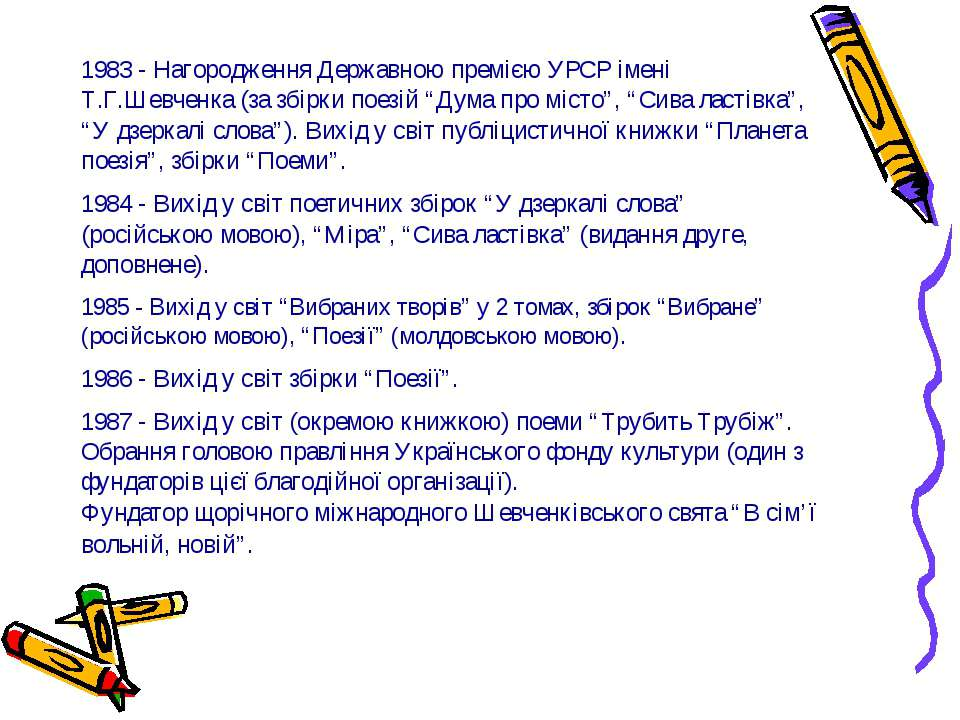 1983 - Нагородження Державною премією УРСР імені
Т.Г.Шевченка (за збірки поезій “Дума про місто”, “Сива ластівка”,
“У дзеркалі слова”). Вихід у світ публіцистичної книжки “Планета
поезія”, збірки “Поеми”.
1984 - Вихід у світ поетичних збірок “У дзеркалі слова”
(російською мовою), “Міра”, “Сива ластівка” (видання друге,
доповнене).
1985 - Вихід у світ “Вибраних творів” у 2 томах, збірок “Вибране”
(російською мовою), “Поезії” (молдовською мовою).
1986 - Вихід у світ збірки “Поезії”.
1987 - Вихід у світ (окремою книжкою) поеми “Трубить Трубіж”.
Обрання головою правління Українського фонду культури (один з
фундаторів цієї благодійної організації).
Фундатор щорічного міжнародного Шевченківського свята “В сім’ї
вольній, новій”.